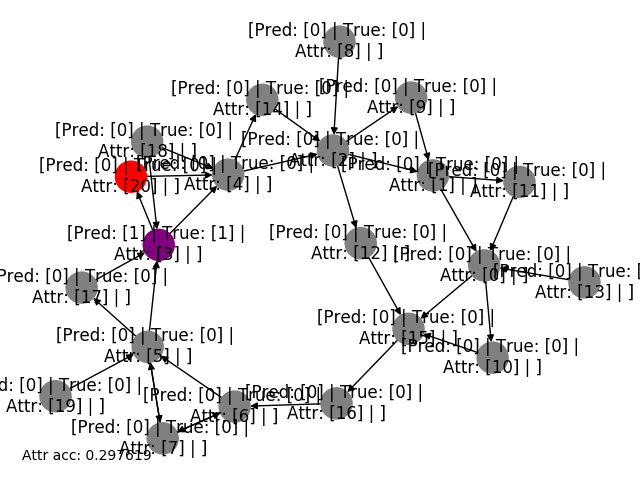 [Pred: [0] | True: [0] |
Attr: [8] | ]
[Pred: [0] | True: [0] |
Attr: [14] | ]
[Pred: [0] | True: [0] |
Attr: [9] | ]
[Pred: [0] | True: [0] |
Attr: [18] | ]
[Pred: [0] | True: [0] |
Attr: [2] | ]
[Pred: [0] | True: [0] |
Attr: [20] | ]
[Pred: [0] | True: [0] |
Attr: [4] | ]
[Pred: [0] | True: [0] |
Attr: [1] | ]
[Pred: [0] | True: [0] |
Attr: [11] | ]
[Pred: [1] | True: [1] |
Attr: [3] | ]
[Pred: [0] | True: [0] |
Attr: [12] | ]
[Pred: [0] | True: [0] |
Attr: [0] | ]
Pred: [0] | True: [0] |
Attr: [17] | ]
[Pred: [0] | True: [
Attr: [13] | ]
[Pred: [0] | True: [0] |
Attr: [15] | ]
[Pred: [0] | True: [0] |
Attr: [5] | ]
[Pred: [0] | True: [0] |
Attr: [10] | ]
d: [0] | True: [0] |
Attr: [19] | ]
[Pred: [0] | True: [0] |
Attr: [6] | ]
[Pred: [0] | True: [0] |
Attr: [16] | ]
[Pred: [0] | True: [0] |
Attr: [7] | ]
Attr acc: 0.297619